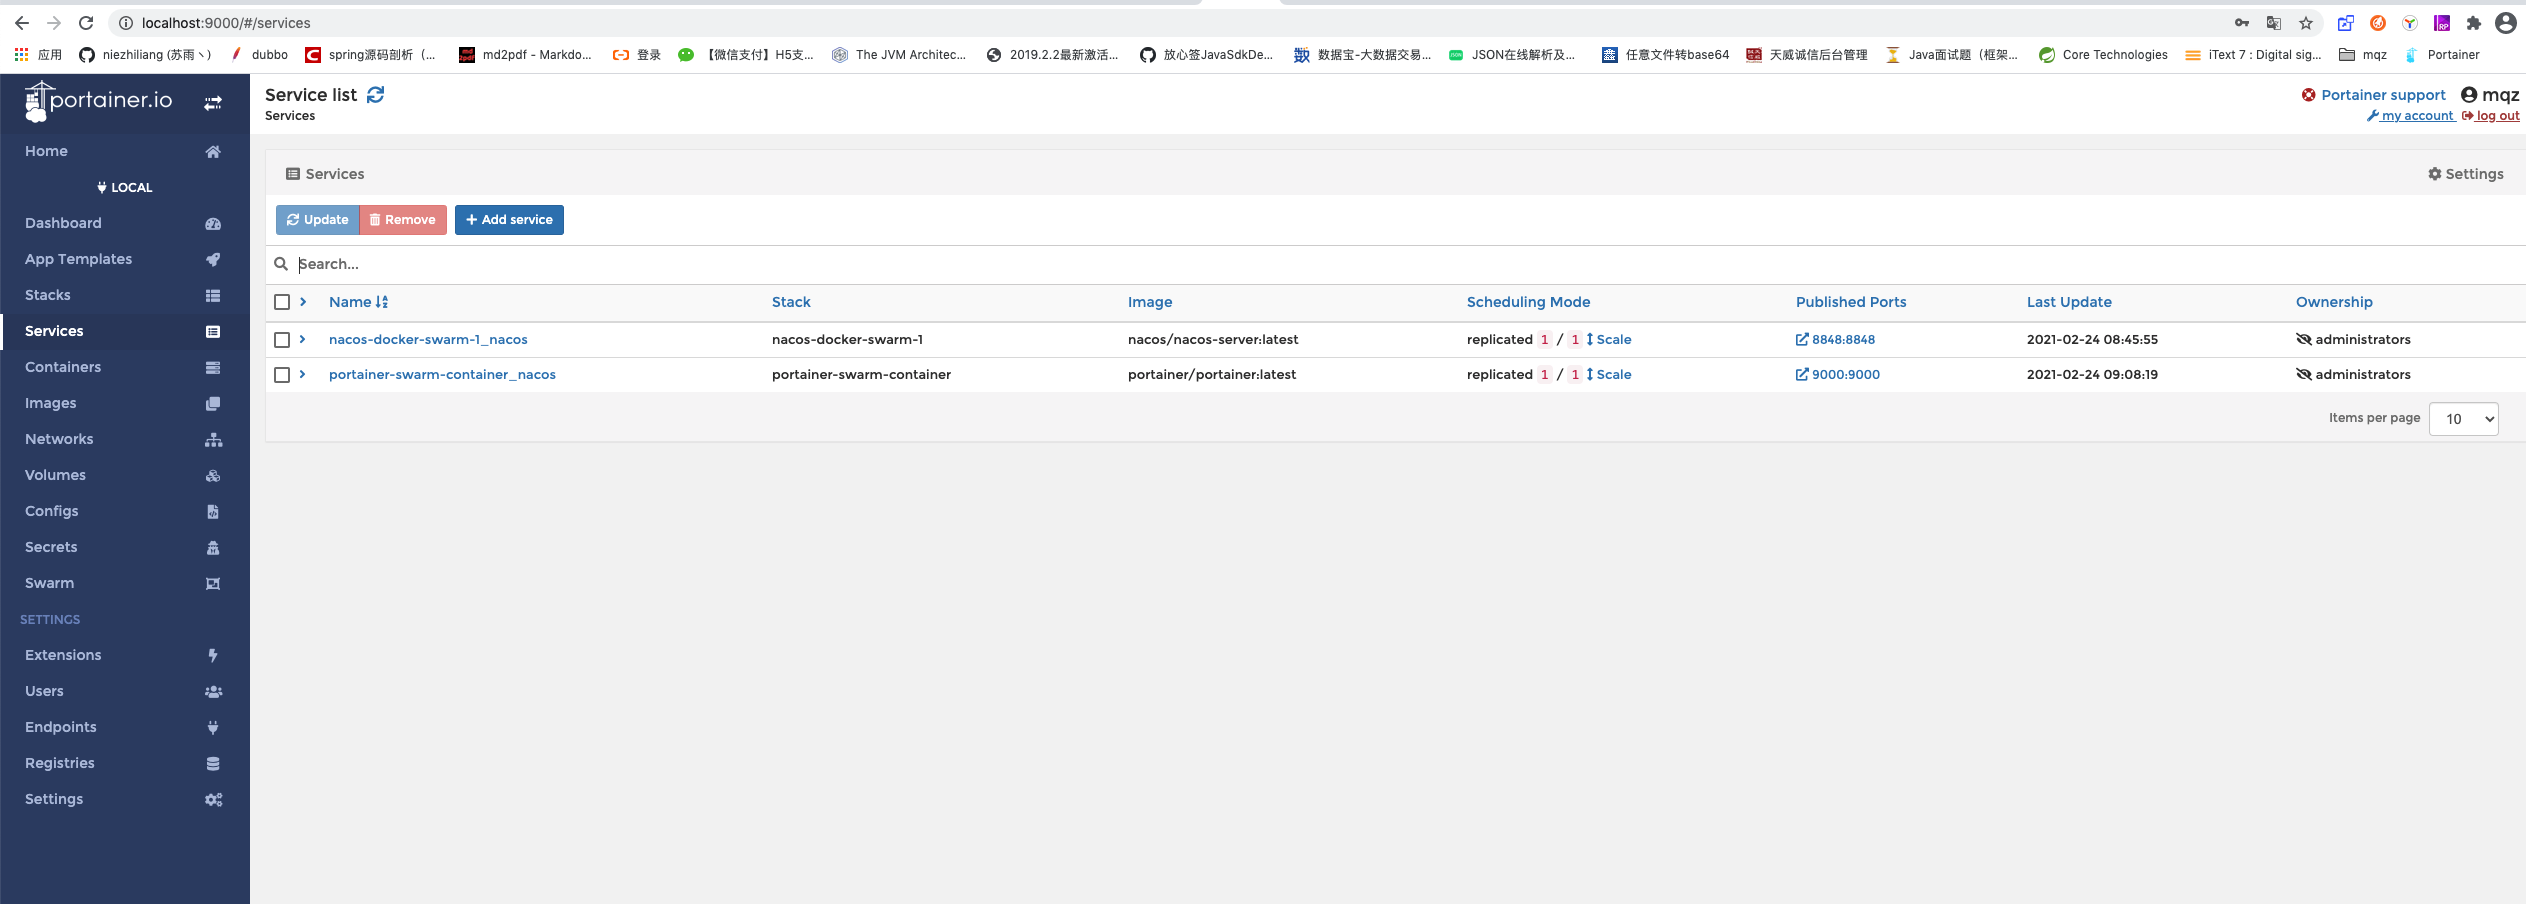 localhost:9000/#/services
应用 niezhiliang (苏雨丶) dubbo spring源码剖析（... md2pdf - Markdo... 登录 【微信支付】H5支... The JVM Architec... 2019.2.2最新激活... 放心签JavaSdkDe... 数据宝-大数据交易... JSON在线解析及... 任意文件转base64 天威诚信后台管理 Java面试题（框架... Core Technologies iText 7 : Digital sig... mqz Portainer
portainer.io
Home
LOCAL
Dashboard
App Templates
Stacks
Services
Containers
Images
Networks
Volumes
Configs
Secrets
Swarm
SETTINGS
Extensions
Users
Endpoints
Registries
Settings
Service list
Services
Portainer support mqz
my account log out
Services Settings
Update Remove + Add service
Search...
Name Stack Image Scheduling Mode Published Ports Last Update Ownership
nacos-docker-swarm-1_nacos nacos-docker-swarm-1 nacos/nacos-server:latest replicated 1 / 1 Scale 8848:8848 2021-02-24 08:45:55 administrators
portainer-swarm-container_nacos portainer-swarm-container portainer/portainer:latest replicated 1 / 1 Scale 9000:9000 2021-02-24 09:08:19 administrators
Items per page 10